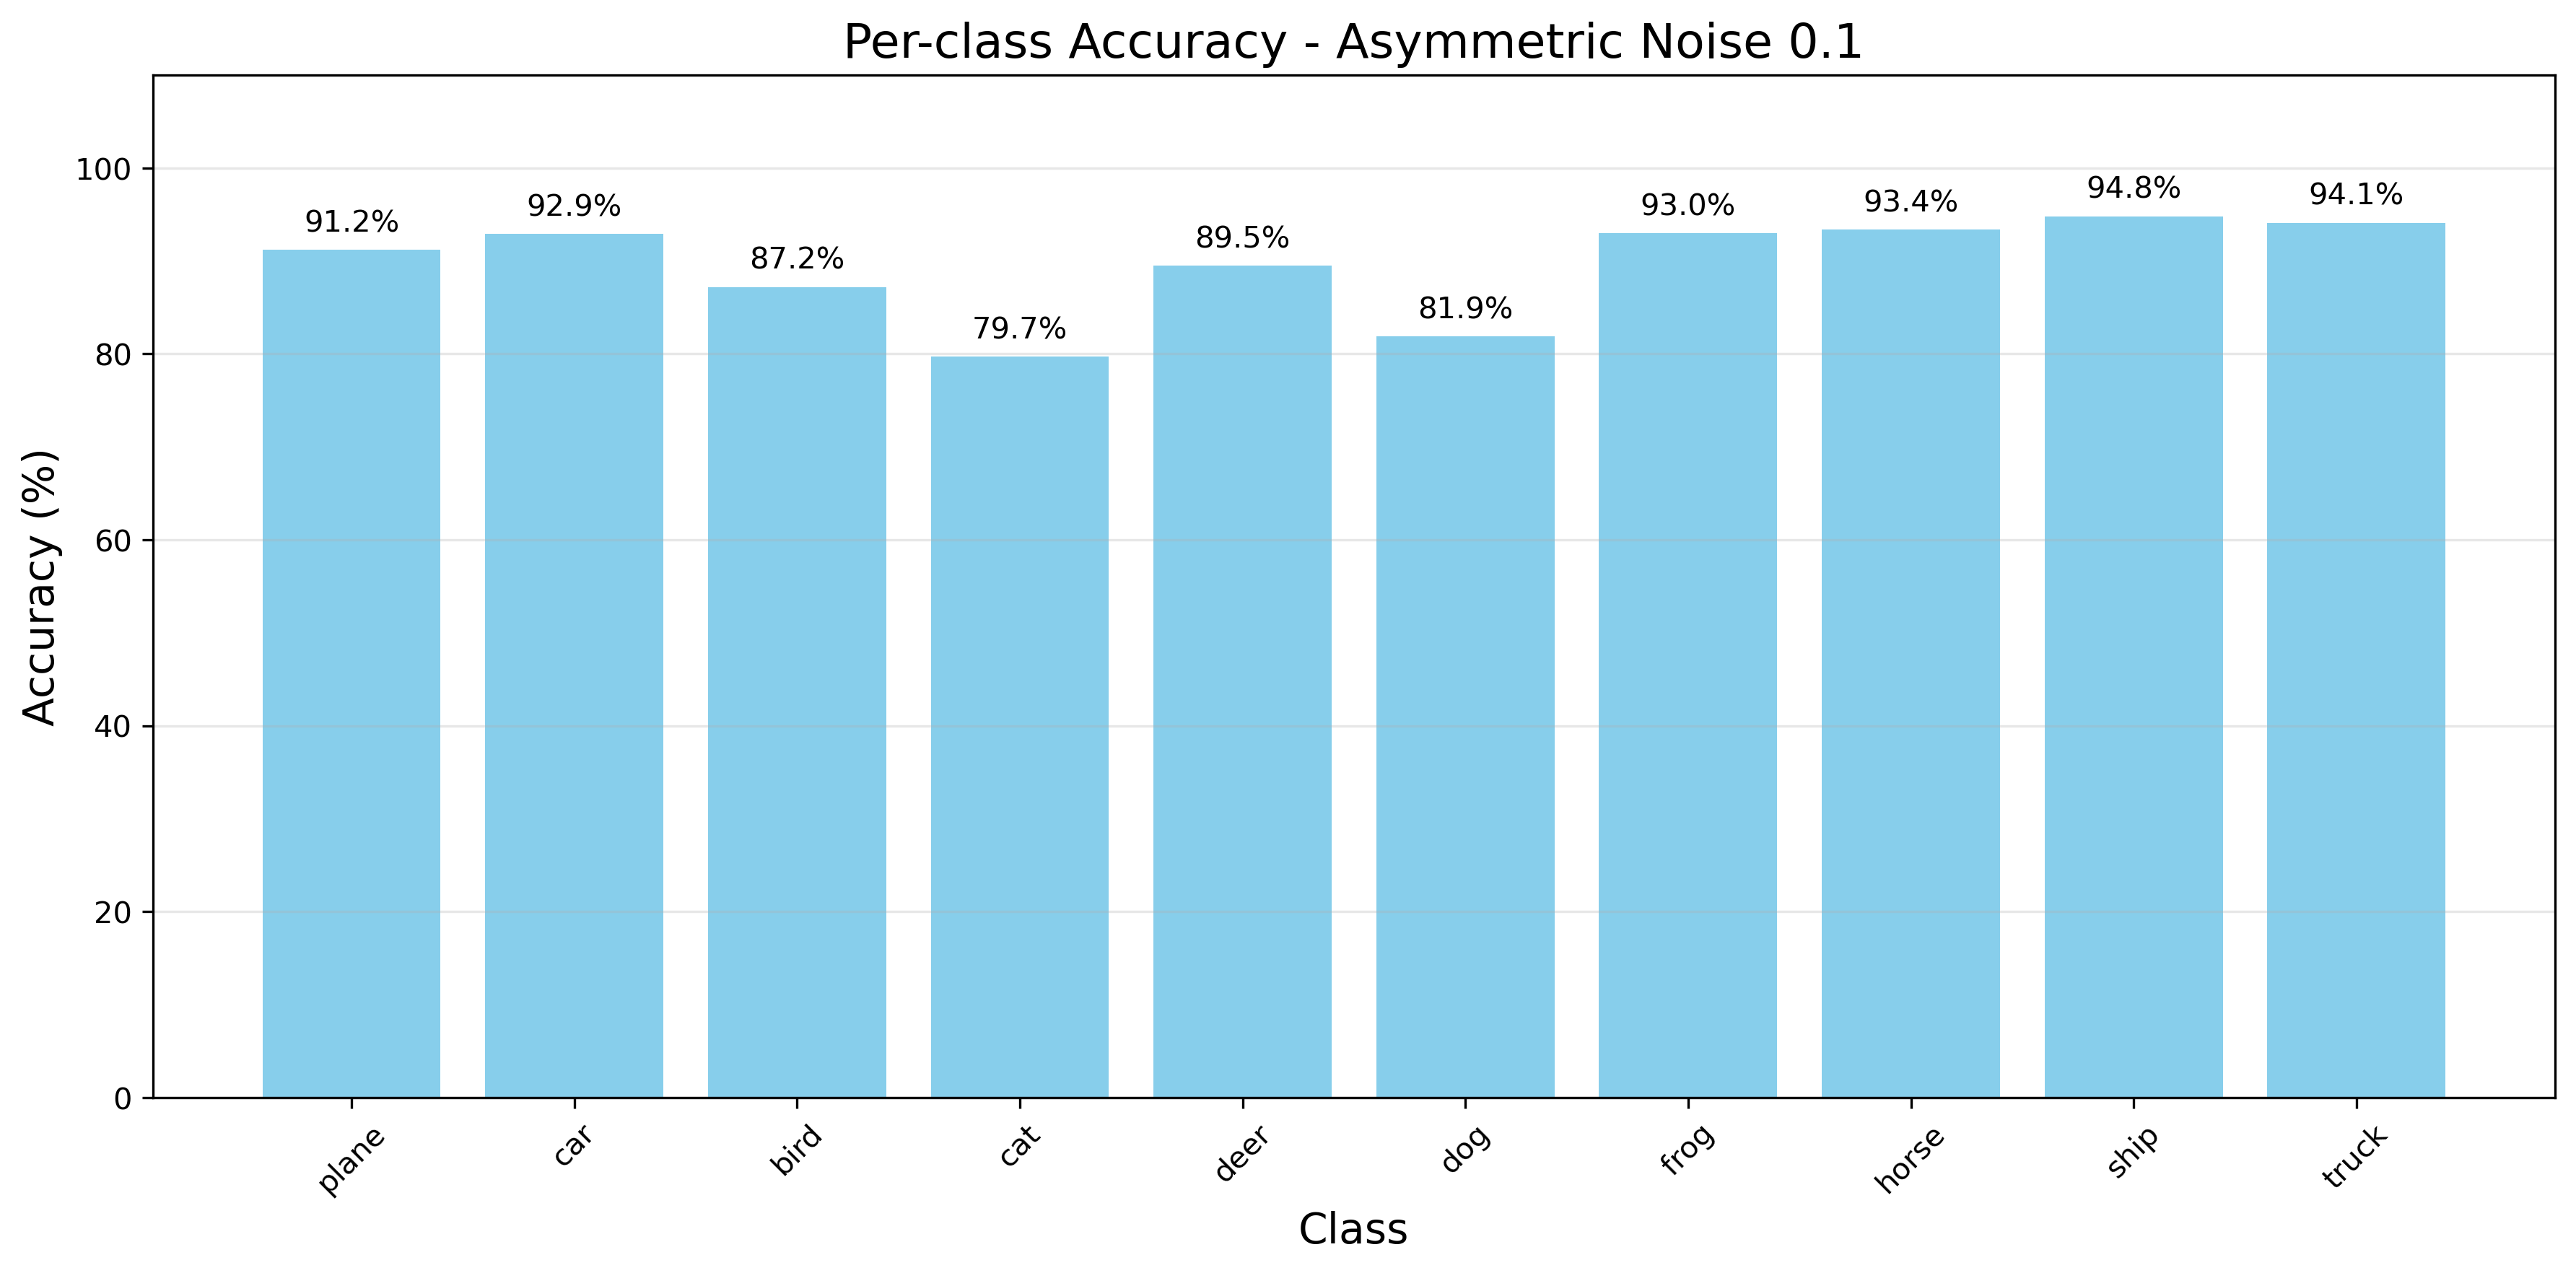 Per-class Accuracy - Asymmetric Noise 0.1
Accuracy (%)
100
80
60
40
20
0
91.2%
92.9%
87.2%
79.7%
89.5%
81.9%
93.0%
93.4%
94.8%
94.1%
plane
car
bird
cat
deer
dog
frog
horse
ship
truck
Class